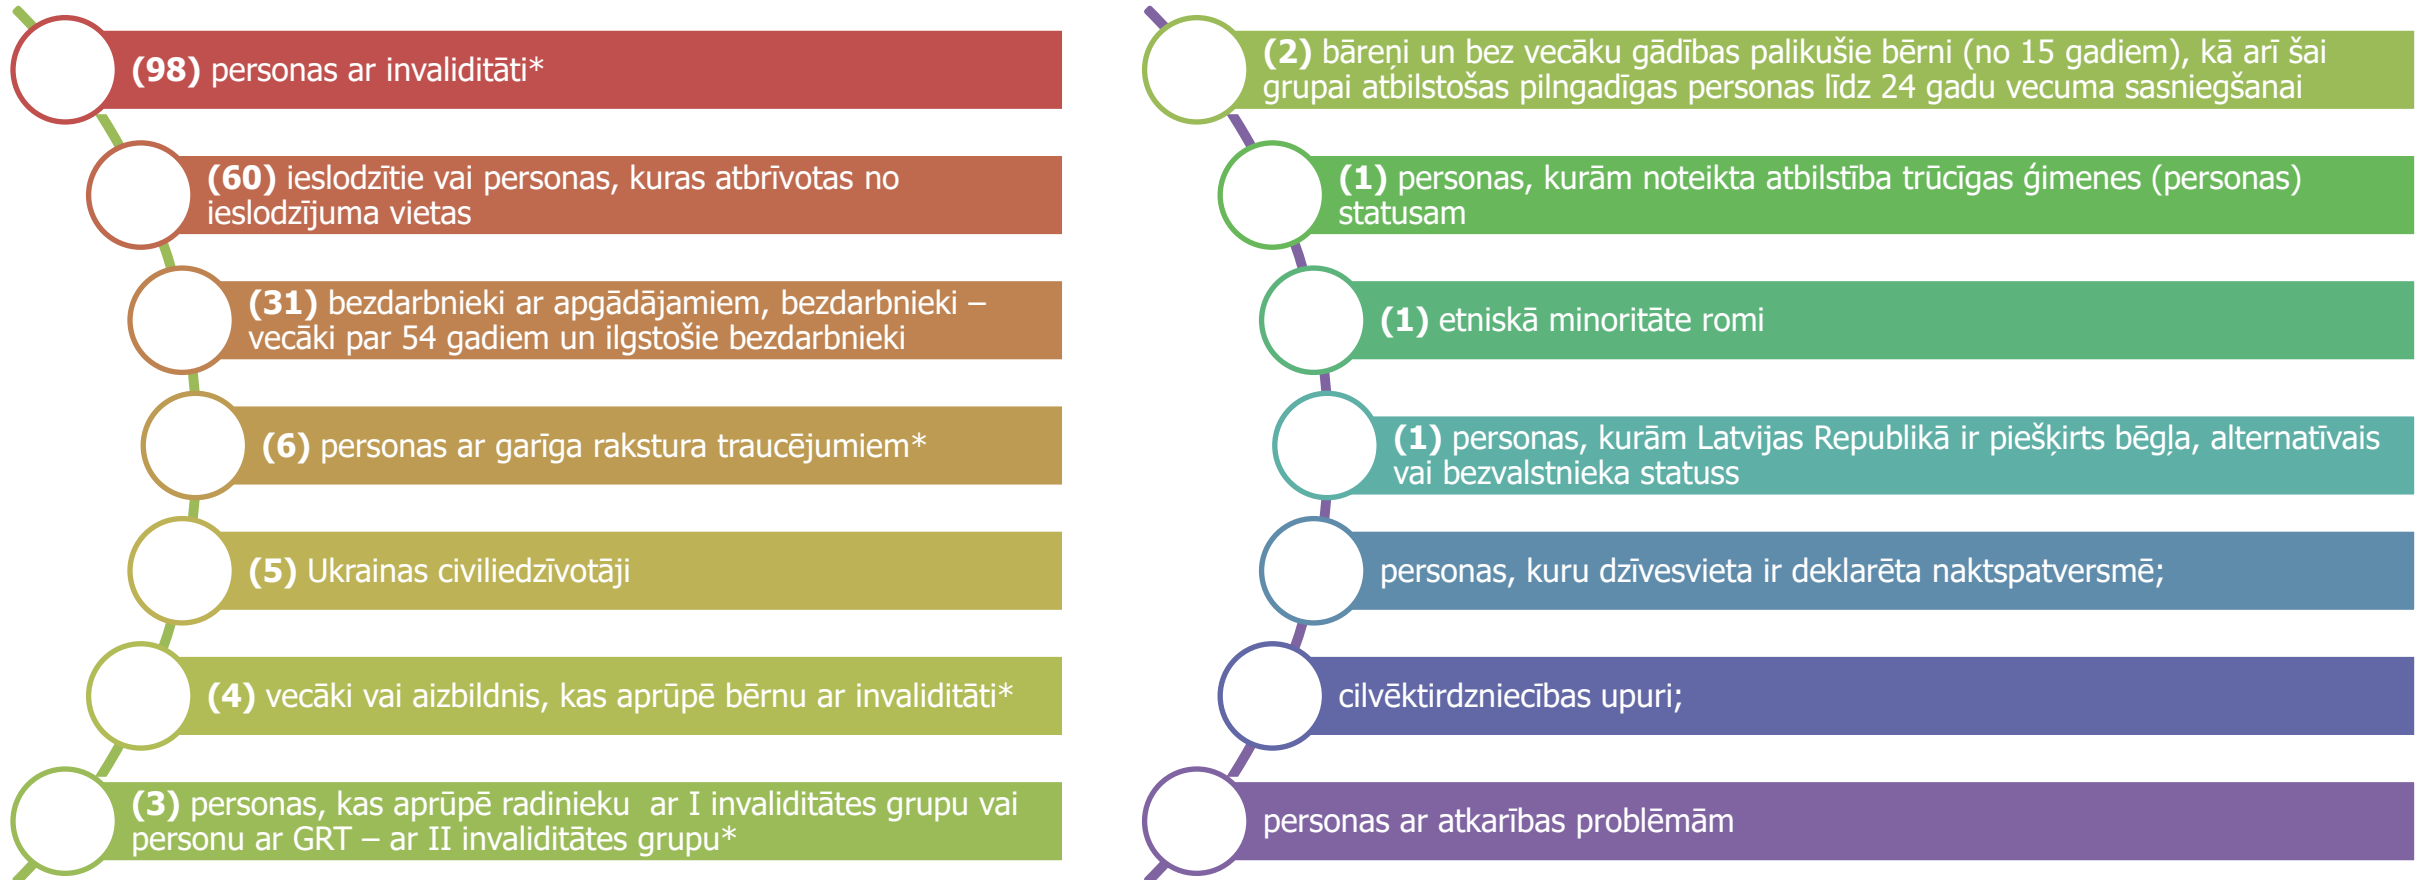 (98) personas ar invaliditāti*
(60) ieslodzītie vai personas, kuras atbrīvotas no
ieslodzījuma vietas
(31) bezdarbnieki ar apgādājamiem, bezdarbnieki –
vecāki par 54 gadiem un ilgstošie bezdarbnieki
(6) personas ar garīga rakstura traucējumiem*
(5) Ukrainas civiliedzīvotāji
(4) vecāki vai aizbildnis, kas aprūpē bērnu ar invaliditāti*
(3) personas, kas aprūpē radinieku  ar I invaliditātes grupu vai
personu ar GRT – ar II invaliditātes grupu*
(2) bāreņi un bez vecāku gādības palikušie bērni (no 15 gadiem), kā arī šai
grupai atbilstošas pilngadīgas personas līdz 24 gadu vecuma sasniegšanai
(1) personas, kurām noteikta atbilstība trūcīgas ģimenes (personas)
statusam
(1) etniskā minoritāte romi
(1) personas, kurām Latvijas Republikā ir piešķirts bēgļa, alternatīvais
vai bezvalstnieka statuss
personas, kuru dzīvesvieta ir deklarēta naktspatversmē;
cilvēktirdzniecības upuri;
personas ar atkarības problēmām